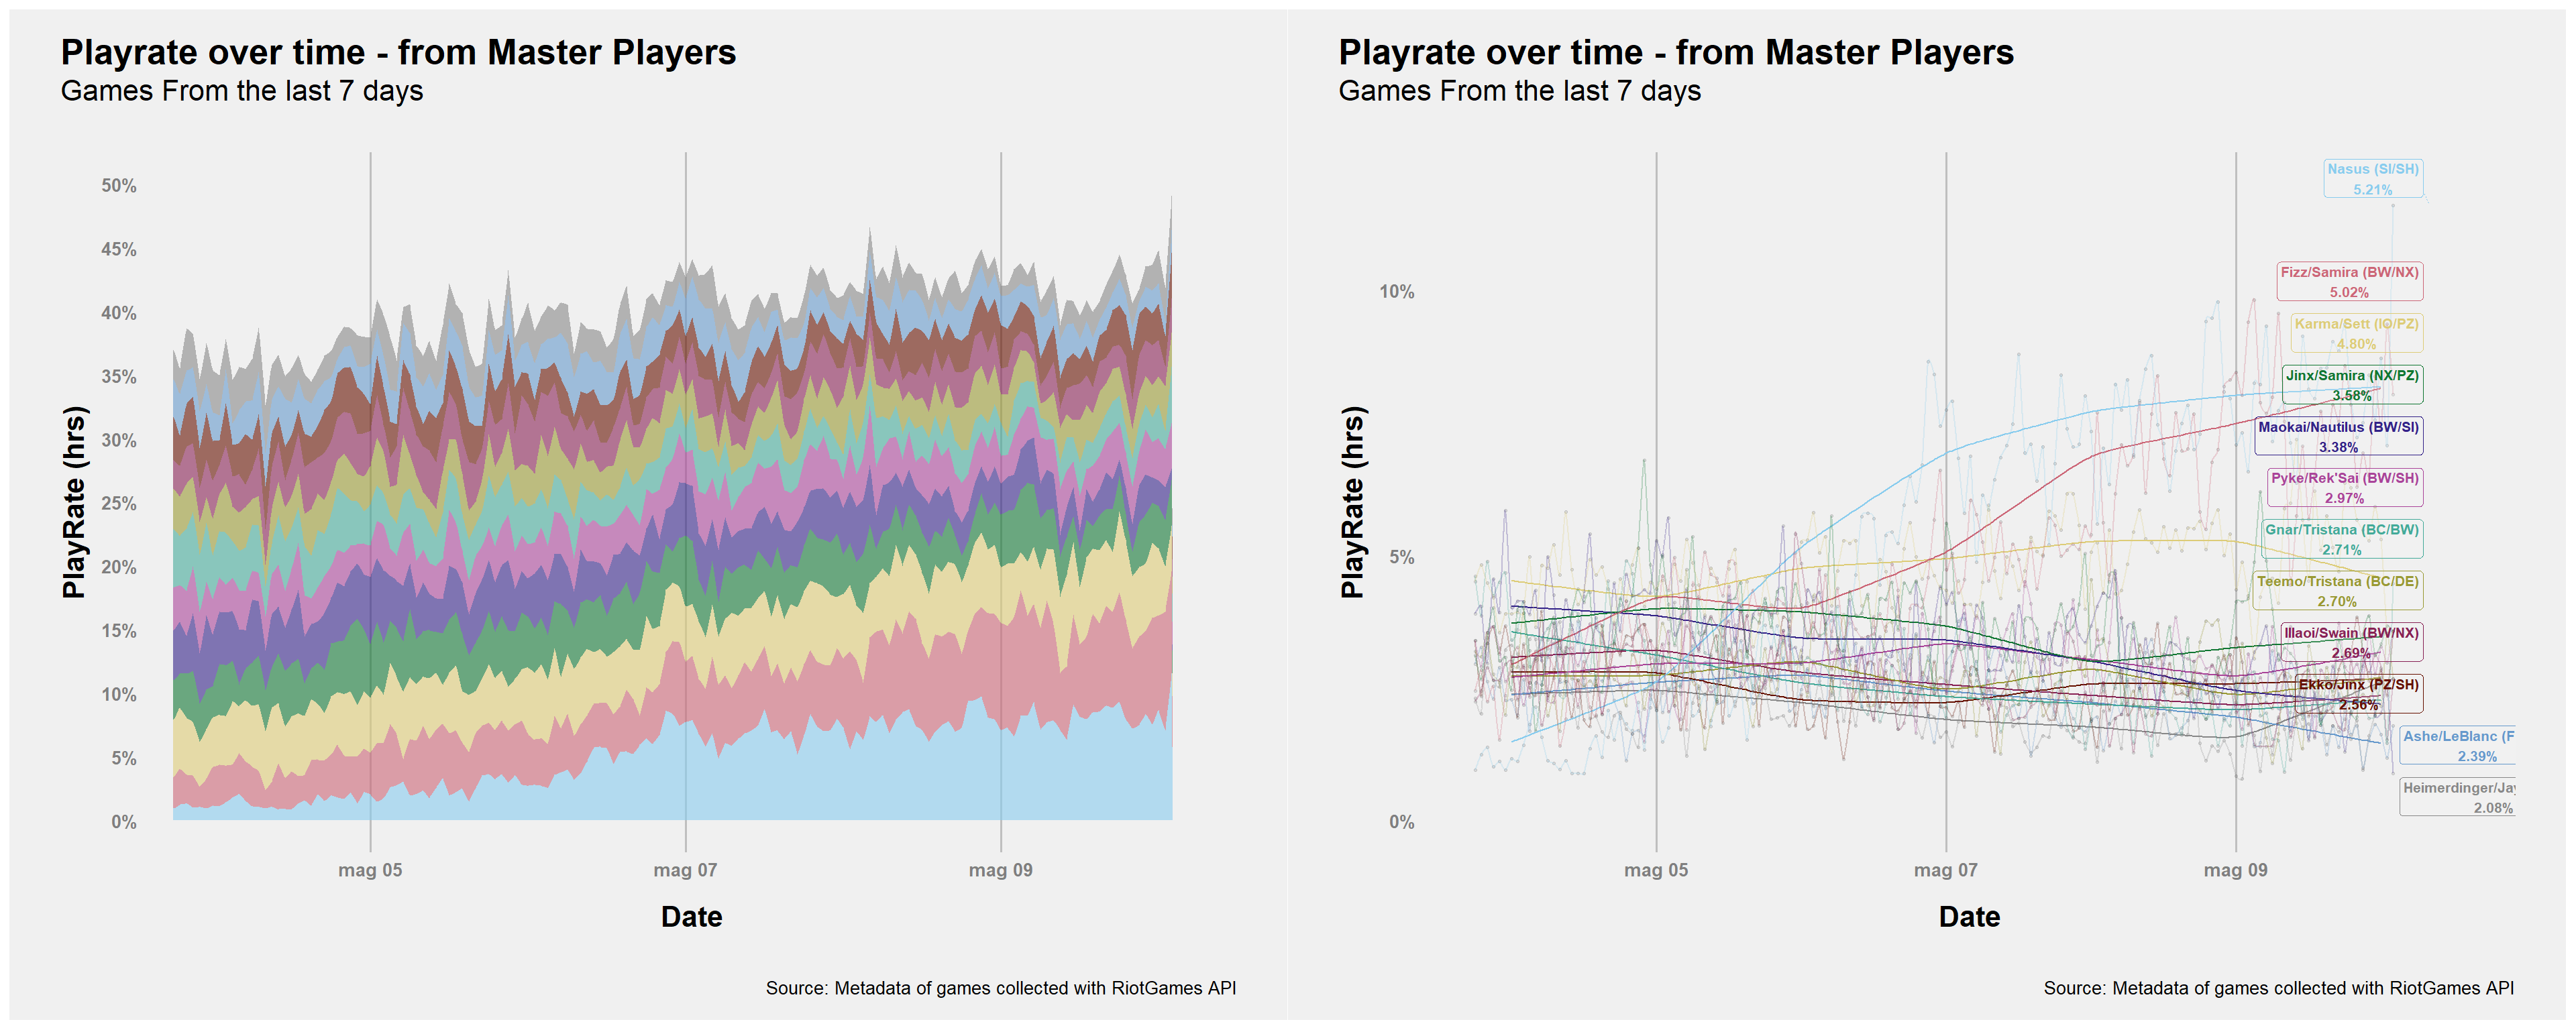 Playrate over time - from Master Players
Games From the last 7 days
PlayRate (hrs)
50%
45%
40%
35%
30%
25%
20%
15%
10%
5%
0%
mag 05
mag 07
mag 09
Date
Source: Metadata of games collected with RiotGames API
Playrate over time - from Master Players
Games From the last 7 days
PlayRate (hrs)
10%
5%
0%
Nasus (SI/SH)
5.21%
Fizz/Samira (BW/NX)
5.02%
Karma/Sett (IO/PZ)
4.80%
Jinx/Samira (NX/PZ)
3.58%
Maokai/Nautilus (BW/SI)
3.38%
Pyke/Rek'Sai (BW/SH)
2.97%
Gnar/Tristana (BC/BW)
2.71%
Teemo/Tristana (BC/DE)
2.70%
Illaoi/Swain (BW/NX)
2.69%
Ekko/Jinx (PZ/SH)
2.56%
Ashe/LeBlanc (F
2.39%
Heimerdinger/Jay
2.08%
mag 05
mag 07
mag 09
Date
Source: Metadata of games collected with RiotGames API